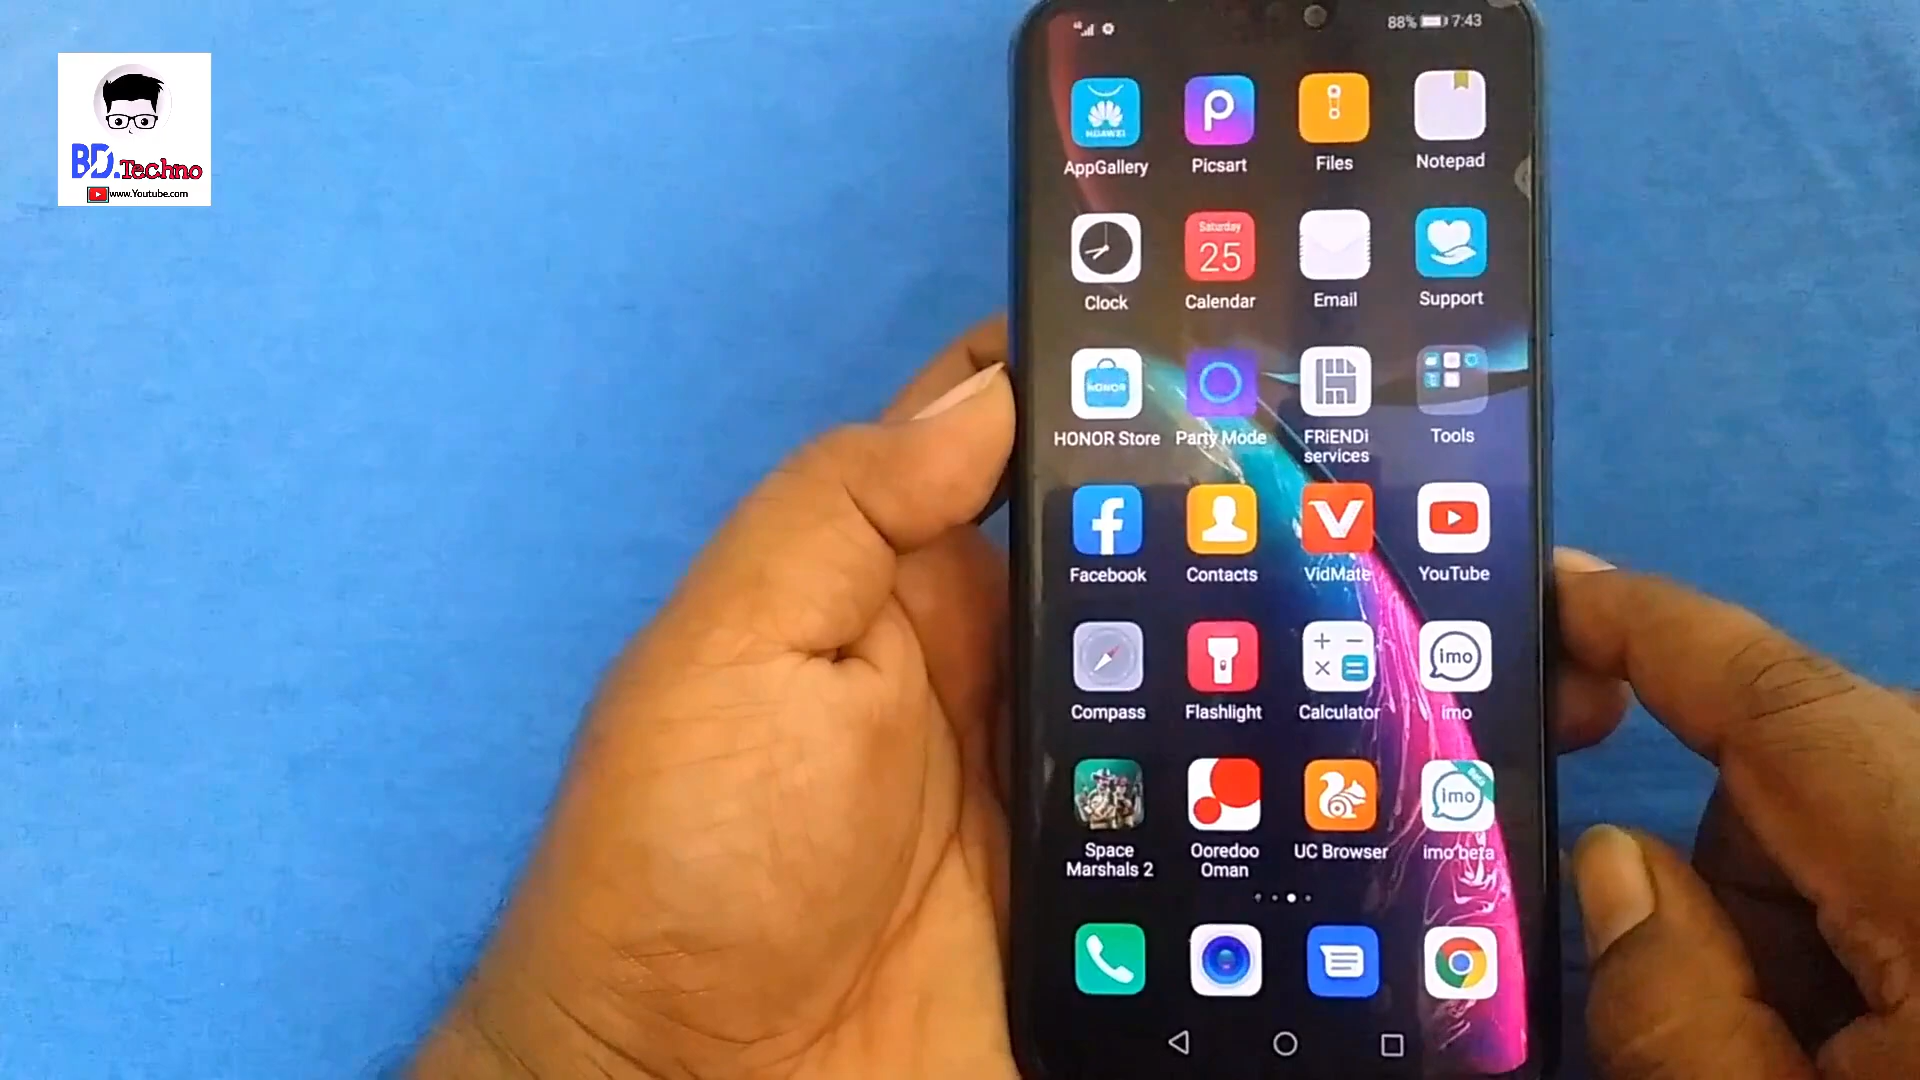 BD.Techno
www.Youtube.com
88% 7:43
HUAWEI
AppGallery
Picsart
Files
Notepad
Saturday
25
Clock
Calendar
Email
Support
HONOR
HONOR Store
Party Mode
FRiENDi
services
Tools
Facebook
Contacts
VidMate
YouTube
imo
Compass
Flashlight
Calculator
imo
Beta
imo
Space
Marshals 2
Ooredoo
Oman
UC Browser
imo beta